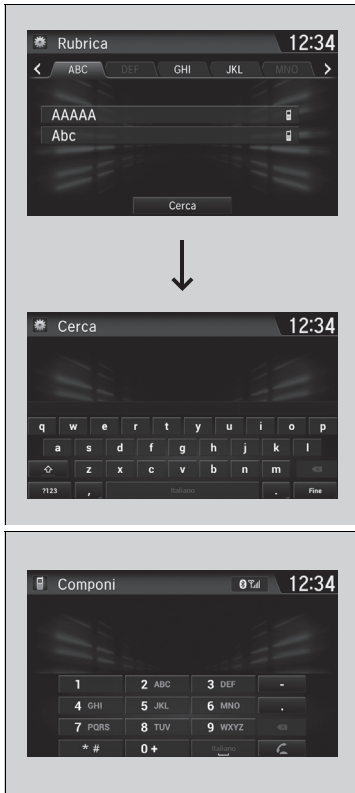 Rubrica 12:34
ABC DEF GHI JKL MNO
AAAAA
Abc
Cerca
Cerca 12:34
q w e r t y u i o p
a s d f g h j k l
z x c v b n m
?123 , Italiano . Fine
Componi 12:34
1 2 ABC 3 DEF -
4 GHI 5 JKL 6 MNO .
7 PQRS 8 TUV 9 WXYZ
* # 0 + Italiano